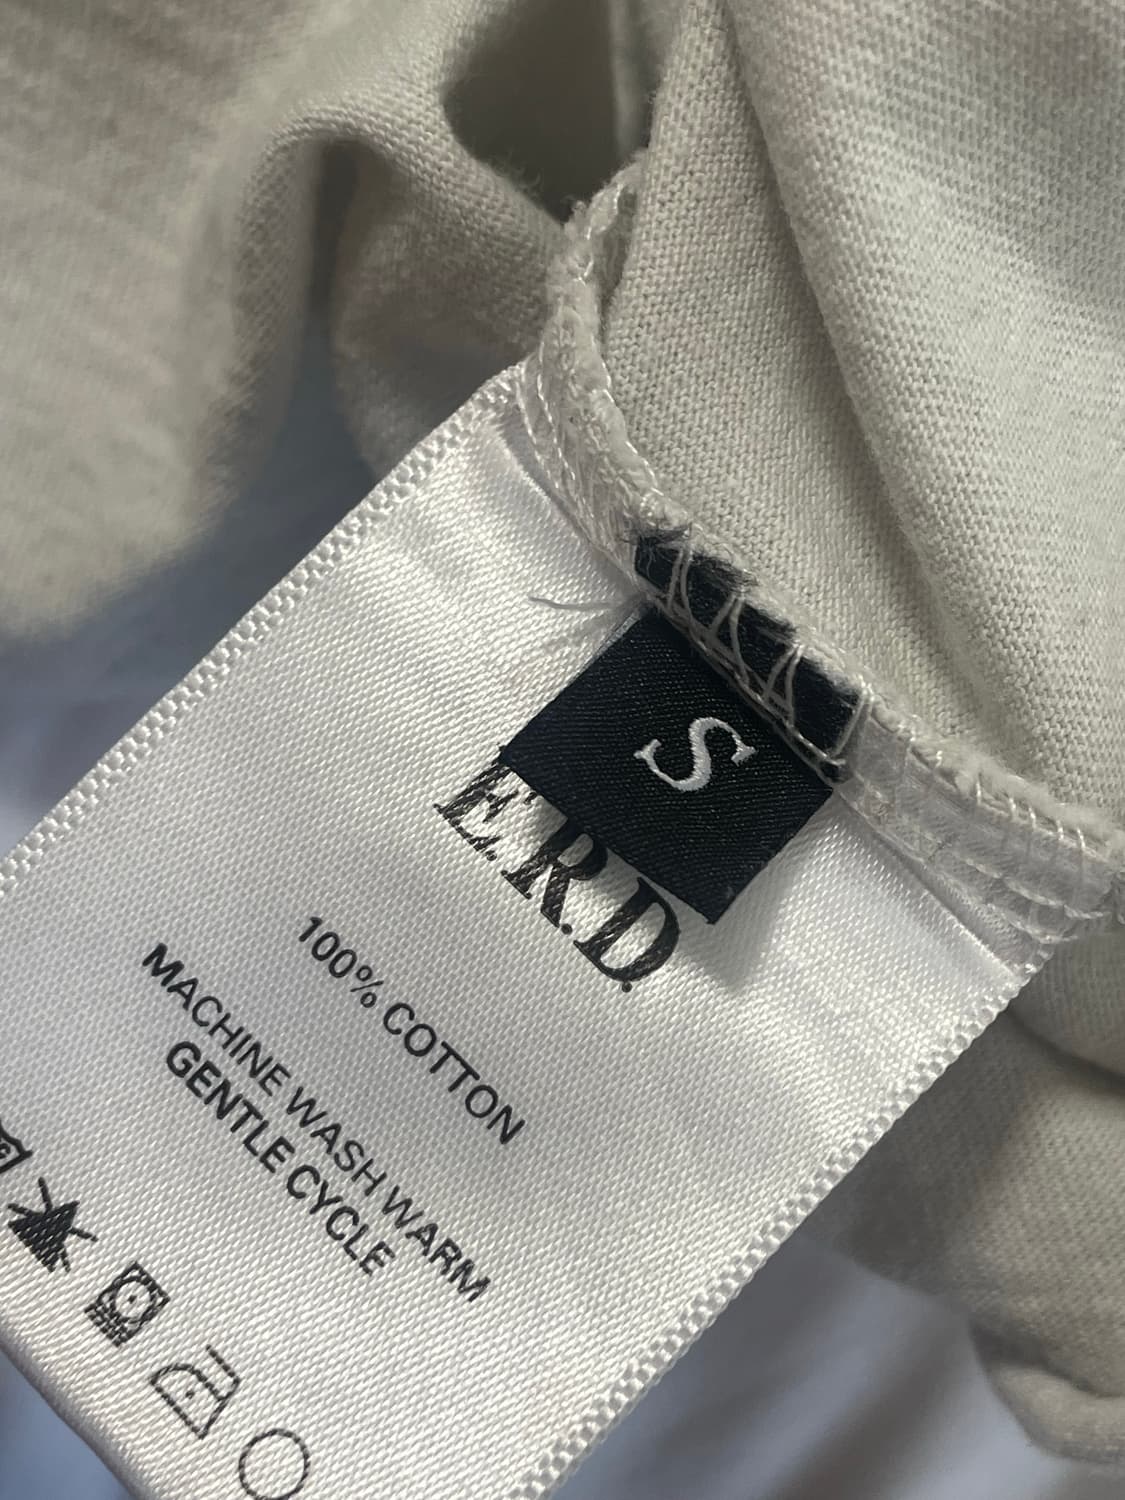 S
E.R.D.
100% COTTON
MACHINE WASH WARM
GENTLE CYCLE